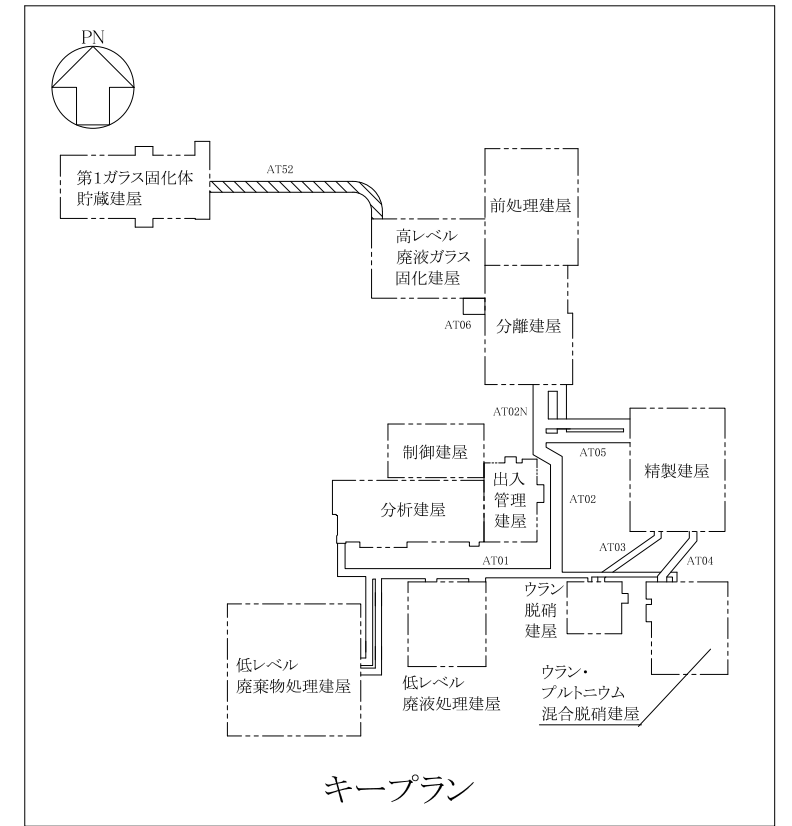 PN
AT52
第1ガラス固化体
貯蔵建屋
前処理建屋
高レベル
廃液ガラス
固化建屋
AT06
分離建屋
AT02N
制御建屋
AT05
精製建屋
出入
管理
建屋
分析建屋
AT02
AT03
AT01
AT04
ウラン
脱硝
建屋
低レベル
廃棄物処理建屋
低レベル
廃液処理建屋
ウラン・
プルトニウム
混合脱硝建屋
キープラン